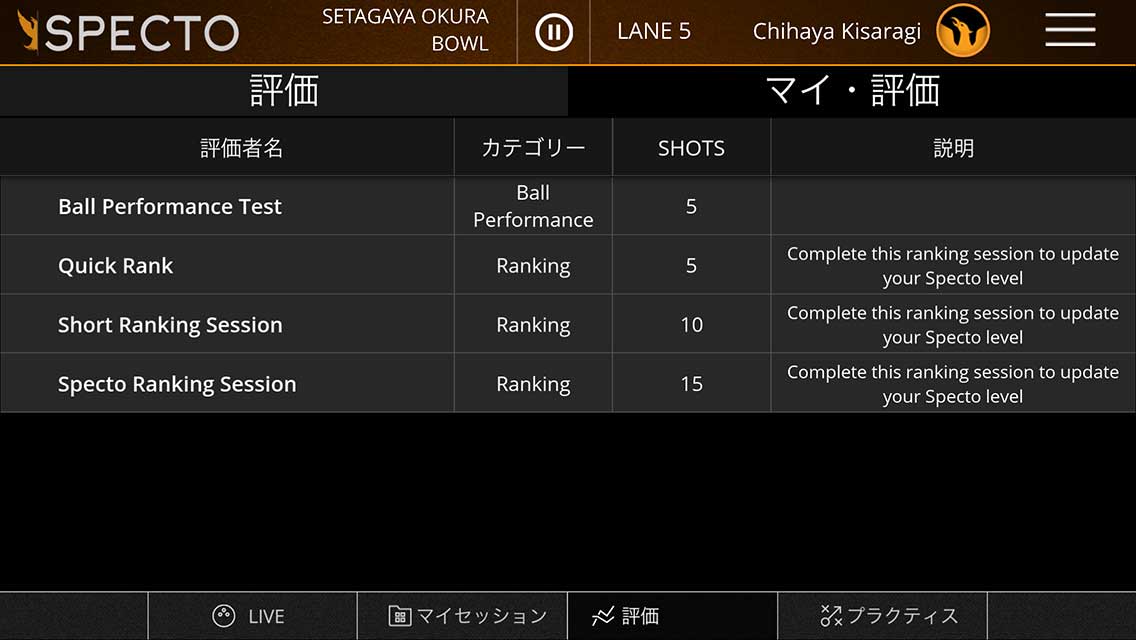 SPECTO
SETAGAYA OKURA
BOWL
LANE 5
Chihaya Kisaragi
評価
マイ・評価
評価者名
カテゴリー
SHOTS
説明
Ball Performance Test
Ball
Performance
5
Quick Rank
Ranking
5
Complete this ranking session to update
your Specto level
Short Ranking Session
Ranking
10
Complete this ranking session to update
your Specto level
Specto Ranking Session
Ranking
15
Complete this ranking session to update
your Specto level
LIVE
マイセッション
評価
プラクティス